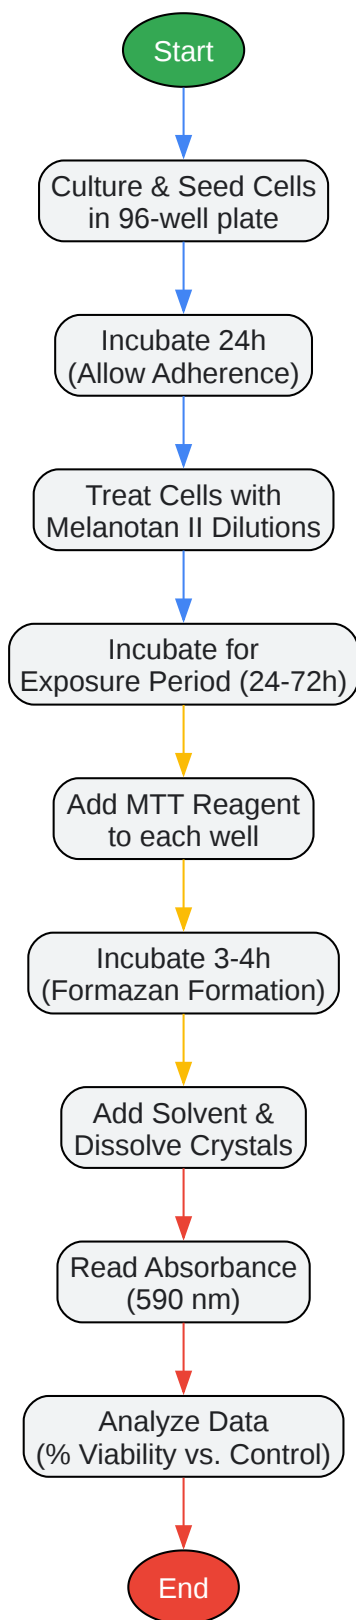 Start
Culture & Seed Cells
in 96-well plate
Incubate 24h
(Allow Adherence)
Treat Cells with
Melanotan II Dilutions
Incubate for
Exposure Period (24-72h)
Add MTT Reagent
to each well
Incubate 3-4h
(Formazan Formation)
Add Solvent &
Dissolve Crystals
Read Absorbance
(590 nm)
Analyze Data
(% Viability vs. Control)
End